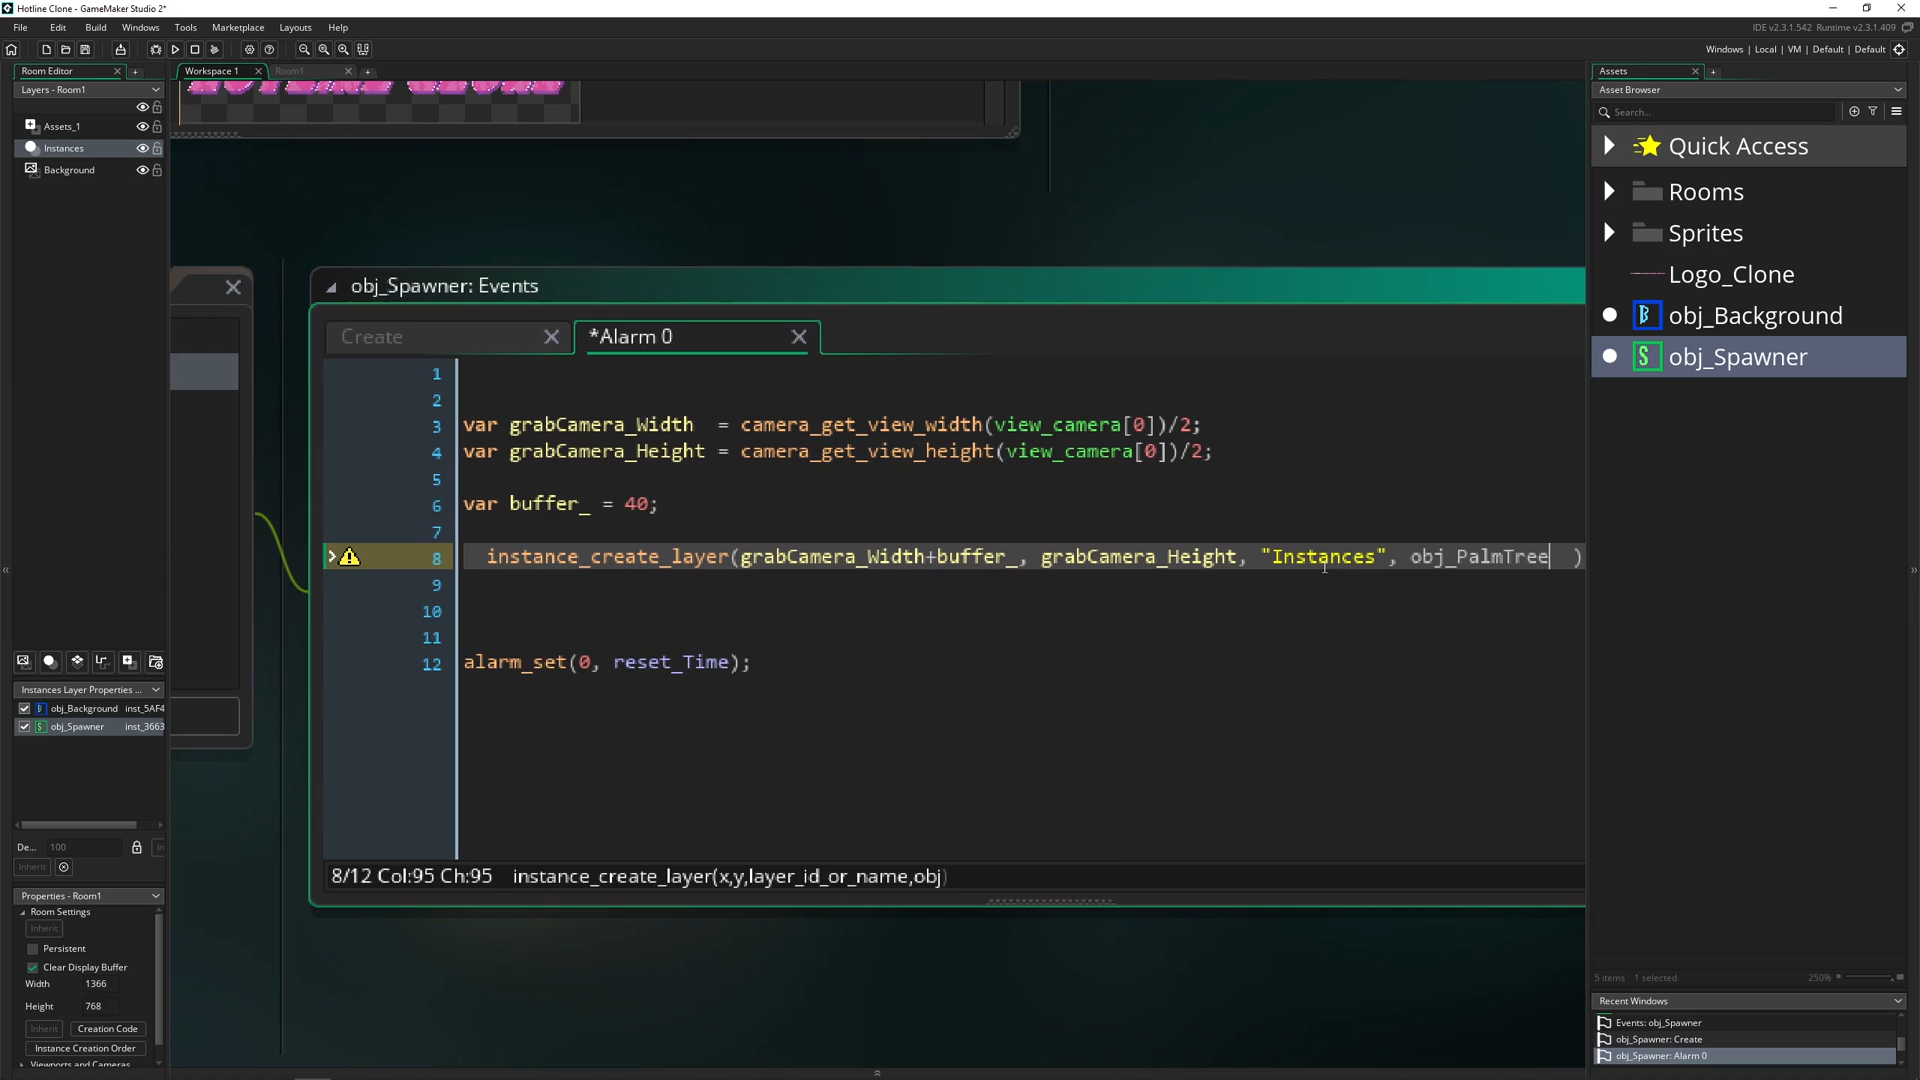 Hotline Clone - GameMaker Studio 2*
File Edit Build Windows Tools Marketplace Layouts Help
IDE v2.3.1.542 Runtime v2.3.1.409
Windows | Local | VM | Default | Default
Room Editor
Workspace 1
Room1
Assets
Layers - Room1
Asset Browser
Search...
Assets_1
Instances
Background
Quick Access
Rooms
Sprites
Logo_Clone
obj_Background
obj_Spawner
obj_Spawner: Events
Create
*Alarm 0
1
2
3 var grabCamera_Width = camera_get_view_width(view_camera[0])/2;
4 var grabCamera_Height = camera_get_view_height(view_camera[0])/2;
5
6 var buffer_ = 40;
7
8 instance_create_layer(grabCamera_Width+buffer_, grabCamera_Height, "Instances", obj_PalmTree )
9
10
11
12 alarm_set(0, reset_Time);
8/12 Col:95 Ch:95 instance_create_layer(x,y,layer_id_or_name,obj)
Instances Layer Properties ...
obj_Background inst_5AF4
obj_Spawner inst_3663
De... 100
Inherit
Properties - Room1
Room Settings
Inherit
Persistent
Clear Display Buffer
Width 1366
Height 768
Inherit Creation Code
Instance Creation Order
Viewports and Cameras
5 items 1 selected
250%
Recent Windows
Events: obj_Spawner
obj_Spawner: Create
obj_Spawner: Alarm 0